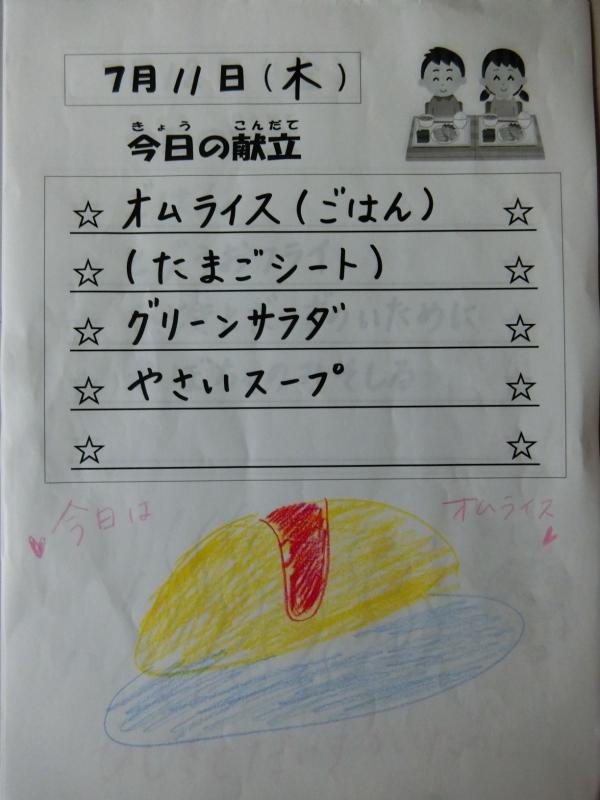 7月11日(木)
きょう こんだて
今日の献立
☆ オムライス(ごはん) ☆
☆ (たまごシート) ☆
☆ グリーンサラダ ☆
☆ やさいスープ ☆
☆ ☆
今日は オムライス